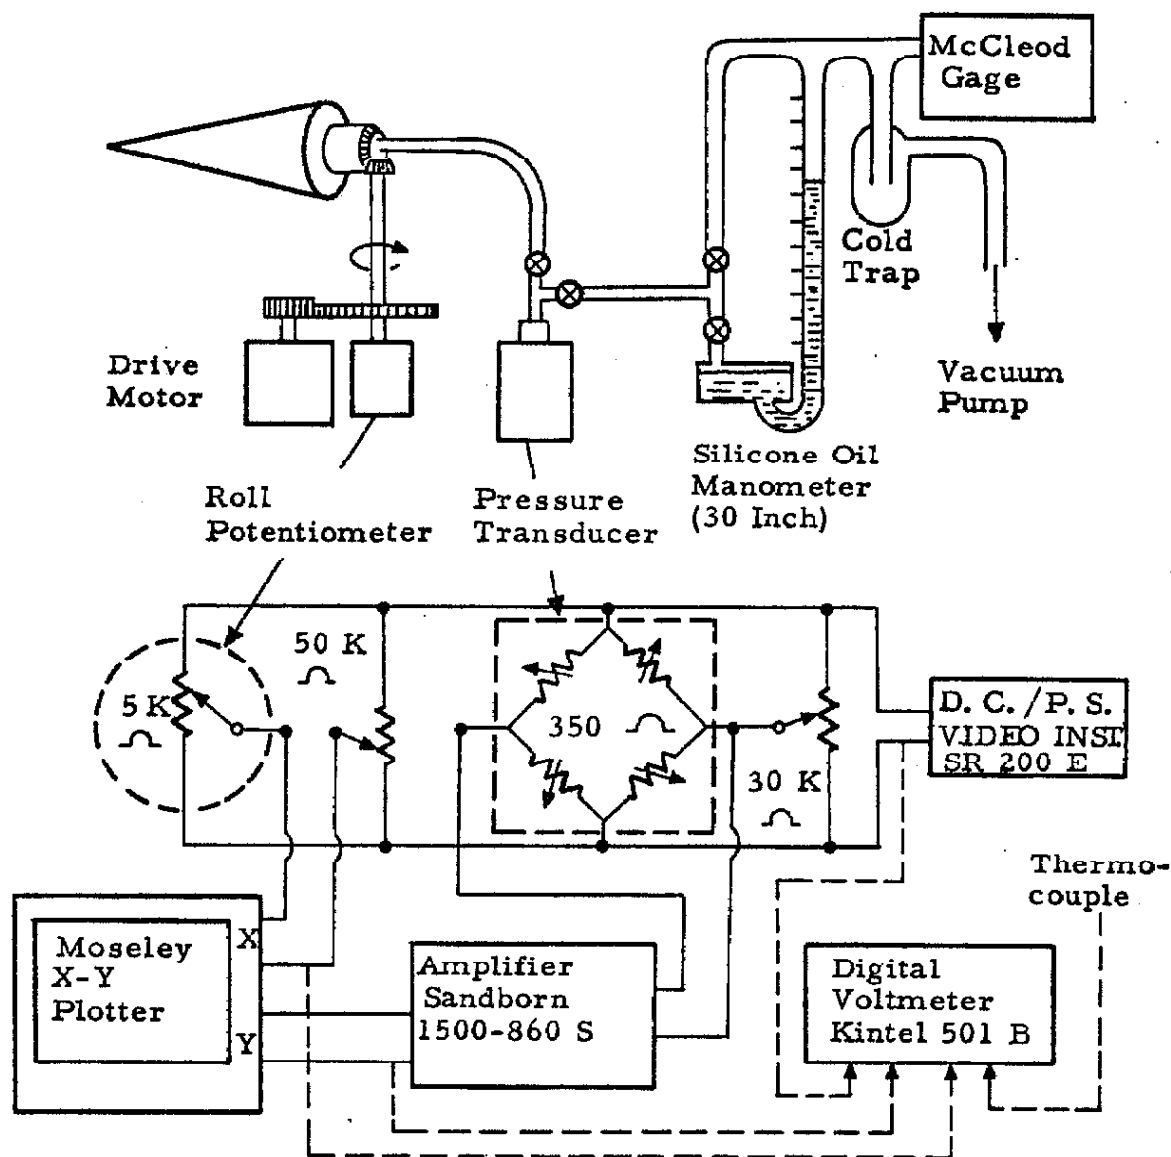 McCleod
Gage
Cold
Trap
Vacuum
Pump
Drive
Motor
Silicone Oil
Manometer
(30 Inch)
Roll
Potentiometer
Pressure
Transducer
50 K
5 K
350
30 K
D. C. /P. S.
VIDEO INST.
SR 200 E
Thermo-
couple
Moseley
X-Y
Plotter
X
Y
Amplifier
Sandborn
1500-860 S
Digital
Voltmeter
Kintel 501 B